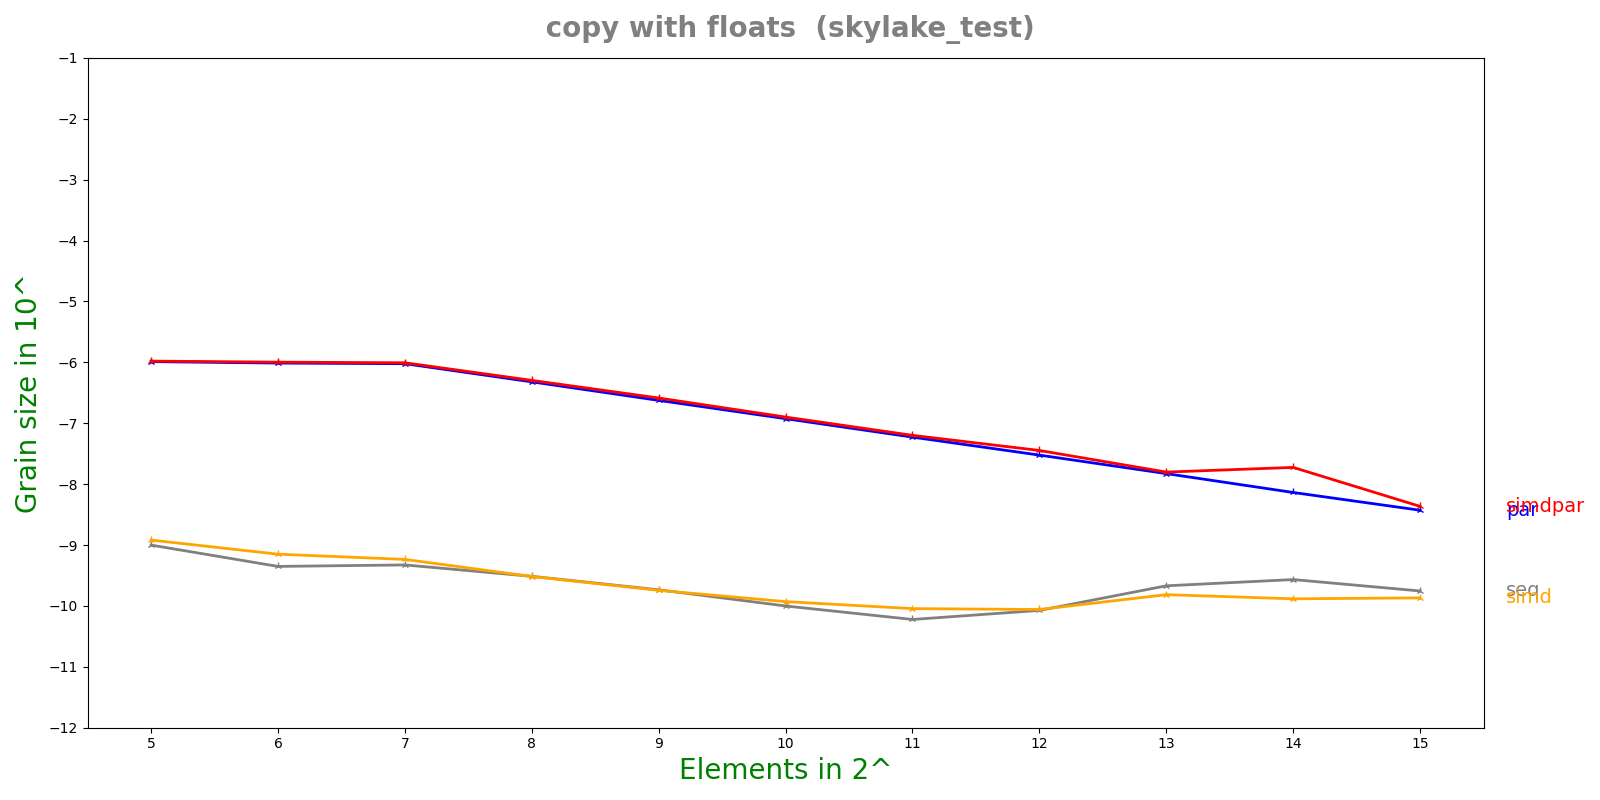 copy with floats (skylake_test)
−1
−2
−3
−4
−5
−6
−7
−8
−9
−10
−11
−12
Grain size in 10^
5 6 7 8 9 10 11 12 13 14 15
Elements in 2^
simdpar
par
seq
simd